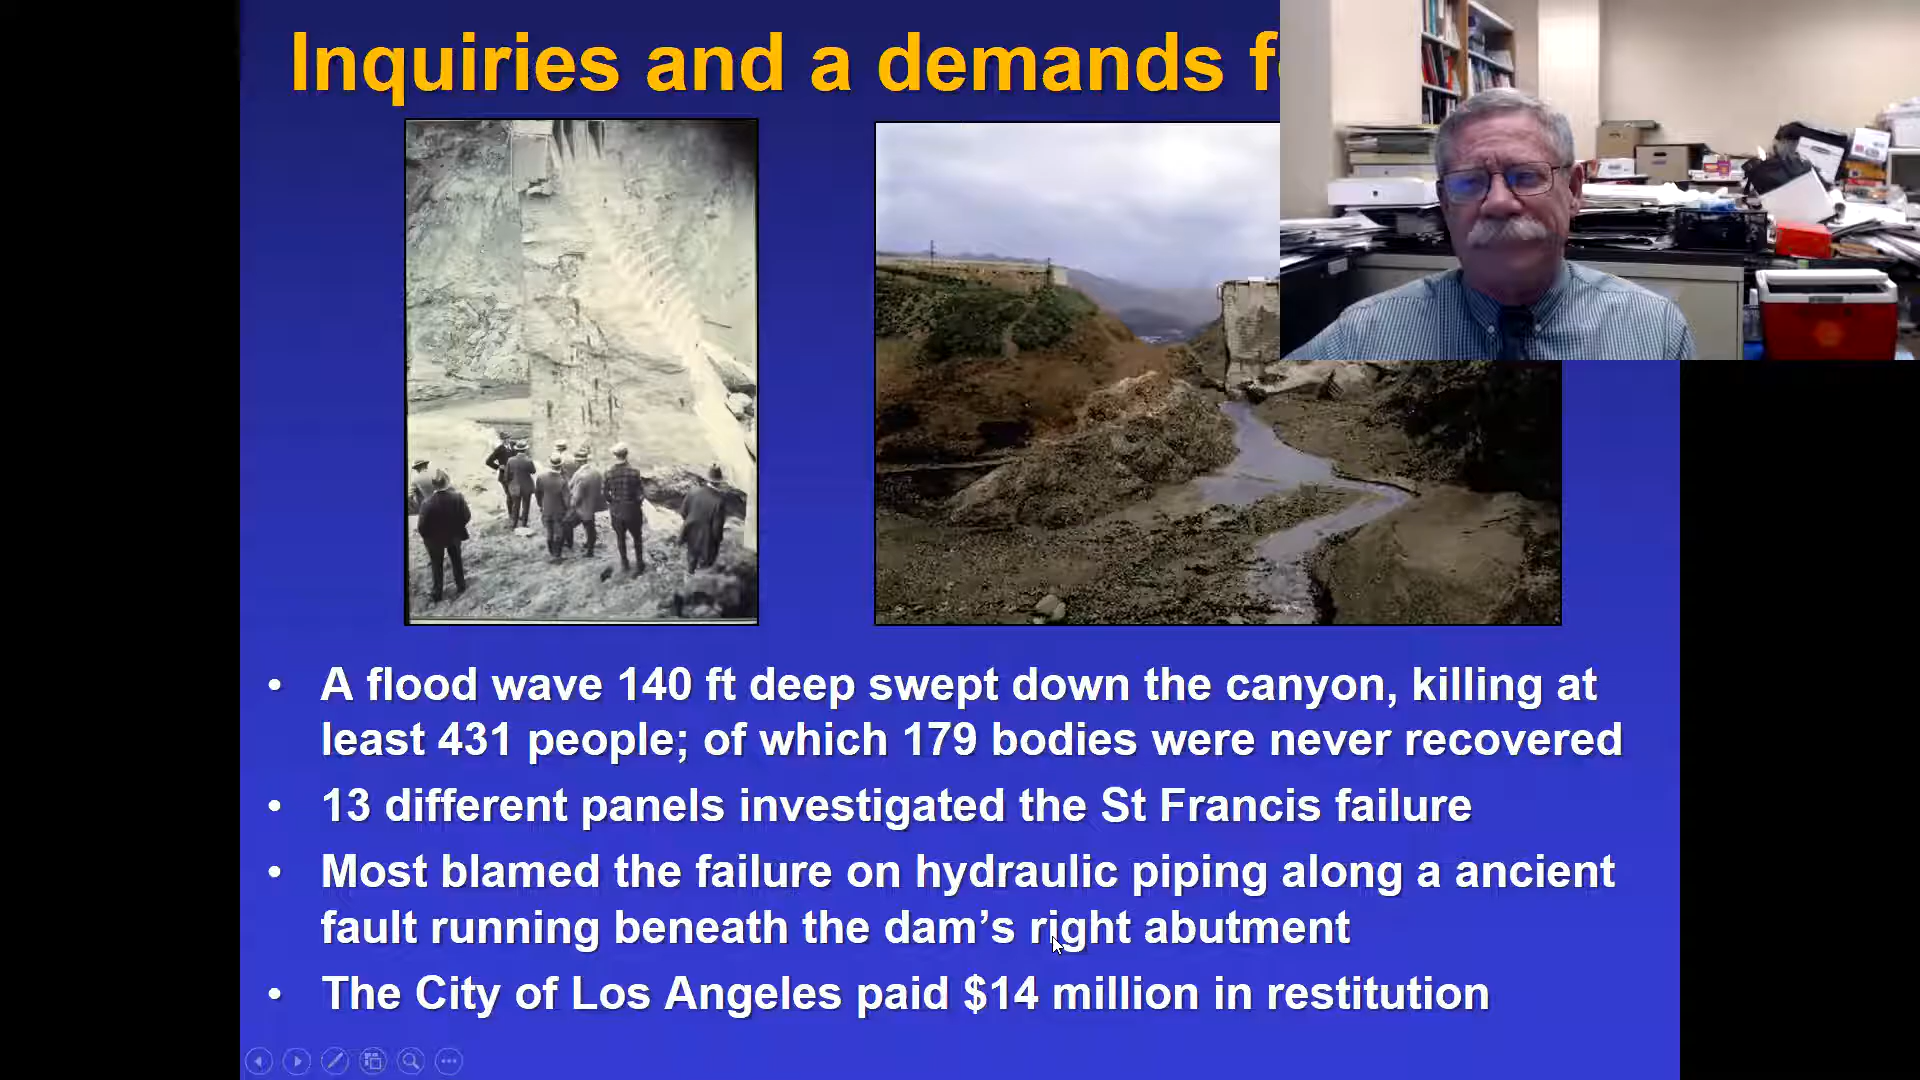 Inquiries and a demands f
• A flood wave 140 ft deep swept down the canyon, killing at
least 431 people; of which 179 bodies were never recovered
• 13 different panels investigated the St Francis failure
• Most blamed the failure on hydraulic piping along a ancient
fault running beneath the dam’s right abutment
• The City of Los Angeles paid $14 million in restitution